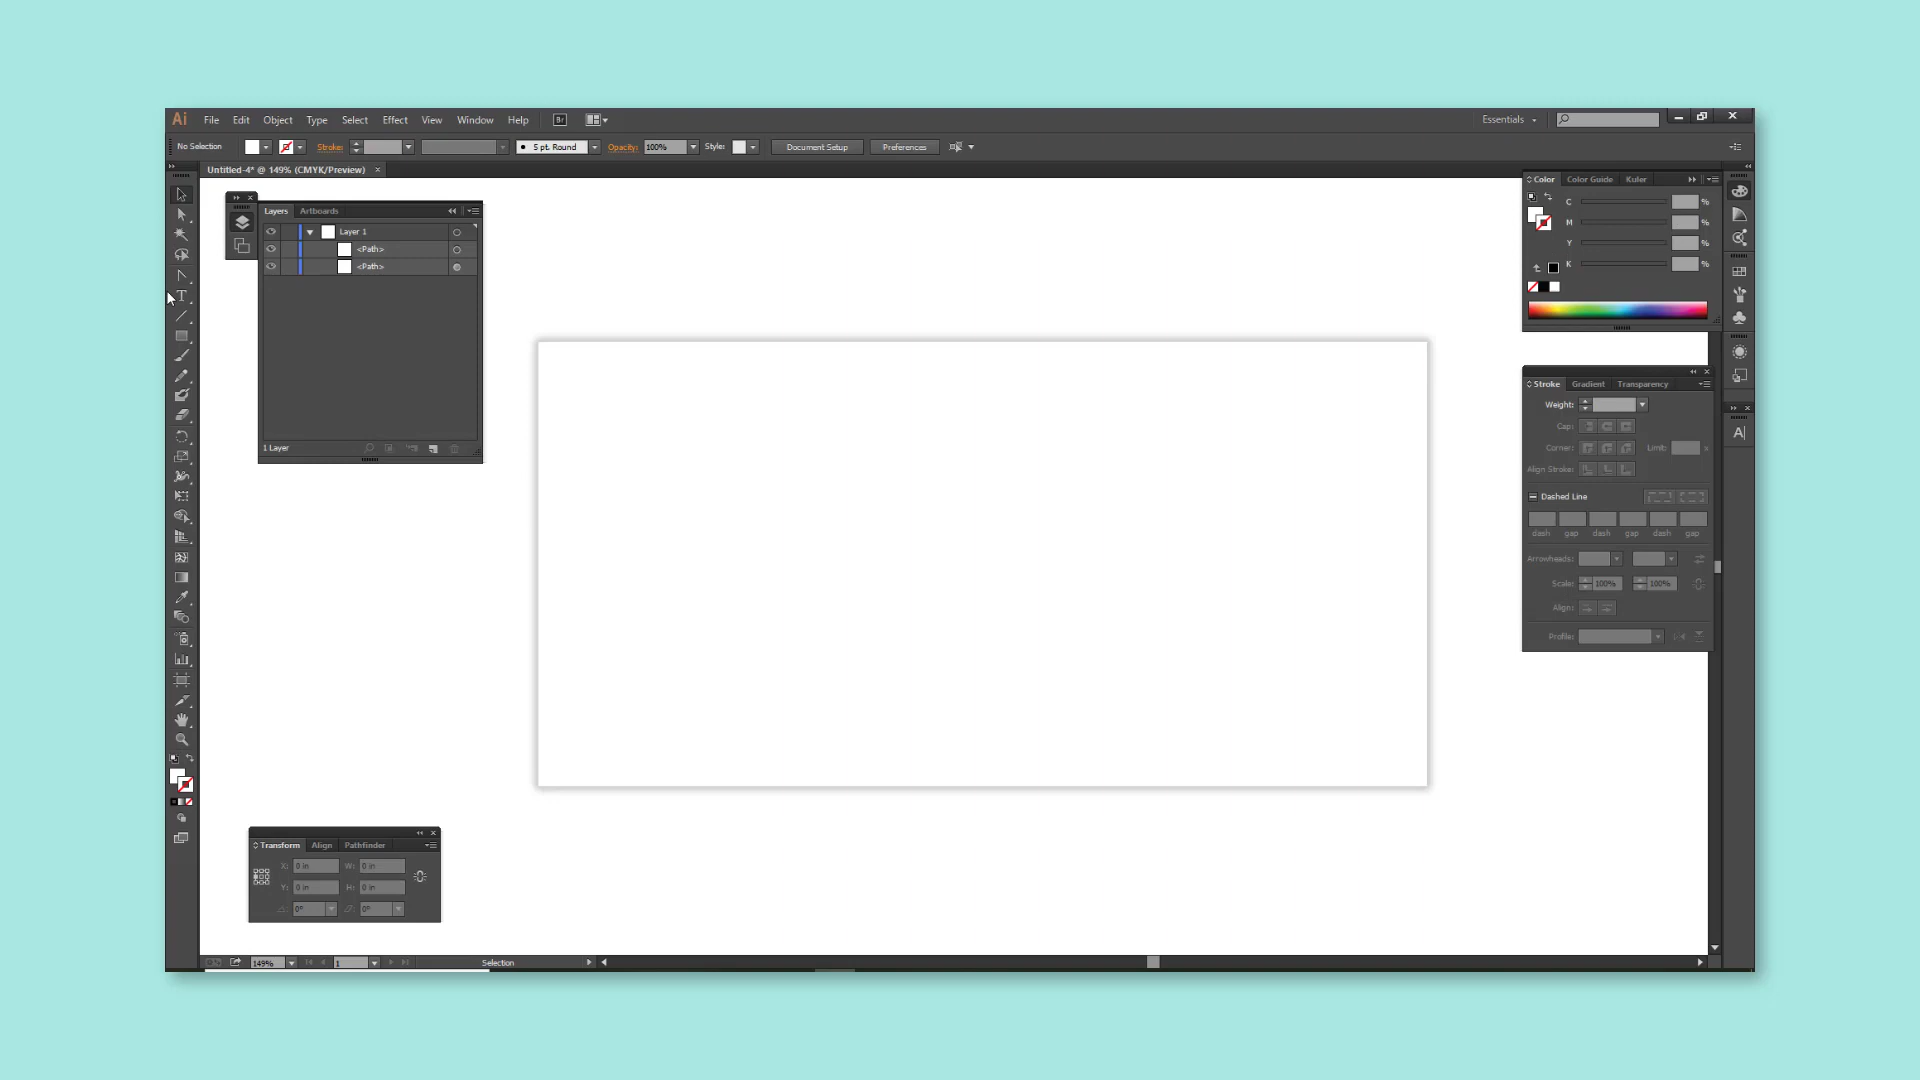 Ai File Edit Object Type Select Effect View Window Help Br Essentials
No Selection Stroke: 5 pt. Round Opacity: 100% Style: Document Setup Preferences
Untitled-4* @ 149% (CMYK/Preview) ×
Layers Artboards
Layer 1
<Path>
<Path>
1 Layer
Color Color Guide Kuler
C %
M %
Y %
K %
Stroke Gradient Transparency
Weight:
Cap:
Corner: Limit: x
Align Stroke:
Dashed Line
dash gap dash gap dash gap
Arrowheads:
Scale: 100% 100%
Align:
Profile:
Transform Align Pathfinder
X: 0 in W: 0 in
Y: 0 in H: 0 in
0° 0°
149% 1 Selection